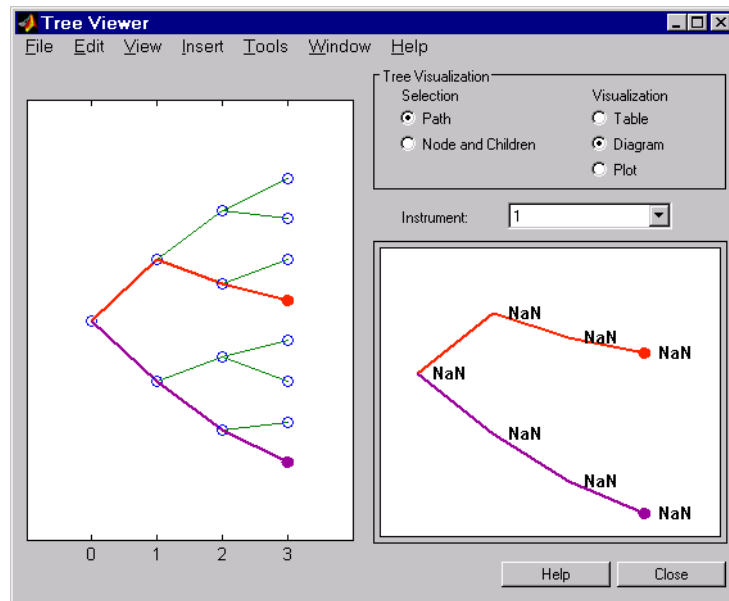 Tree Viewer
File Edit View Insert Tools Window Help
Tree Visualization
Selection Visualization
Path Table
Node and Children Diagram
Plot
Instrument: 1
NaN
NaN
NaN
NaN
NaN
NaN
NaN
0 1 2 3
Help Close